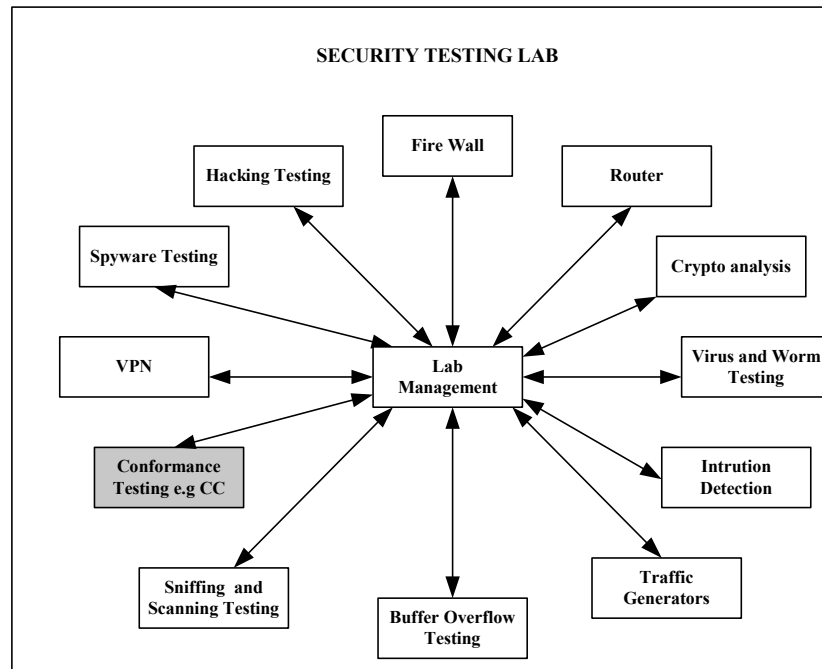 SECURITY TESTING LAB
Fire Wall
Hacking Testing
Router
Spyware Testing
Crypto analysis
VPN
Lab
Management
Virus and Worm
Testing
Conformance
Testing e.g CC
Intrution
Detection
Sniffing and
Scanning Testing
Buffer Overflow
Testing
Traffic
Generators